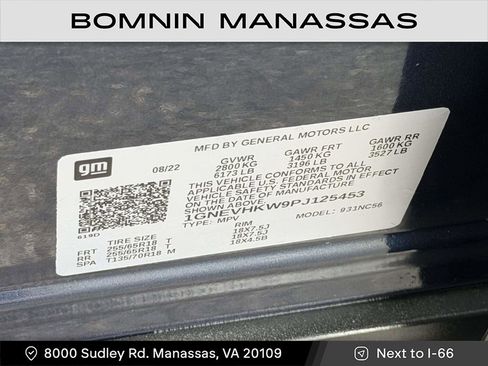 BOMNIN MANASSAS
MFD BY GENERAL MOTORS LLC
gm
08/22 GVWR GAWR FRT GAWR RR
2800 KG 1450 KG 1600 KG
6173 LB 3196 LB 3527 LB
THIS VEHICLE CONFORMS TO ALL
APPLICABLE U.S. FEDERAL MOTOR
VEHICLE SAFETY STANDARDS IN EFFECT
ON THE DATE OF MANUFACTURE SHOWN ABOVE.
1GNEVHKW9PJ125453
619D
TYPE: MPV MODEL: 931NC56
TIRE SIZE RIM
FRT 255/65R18 T 18X7.5J
RR 255/65R18 T 18X7.5J
SPA T135/70R18 M 18X4.5B
8000 Sudley Rd. Manassas, VA 20109
Next to I-66